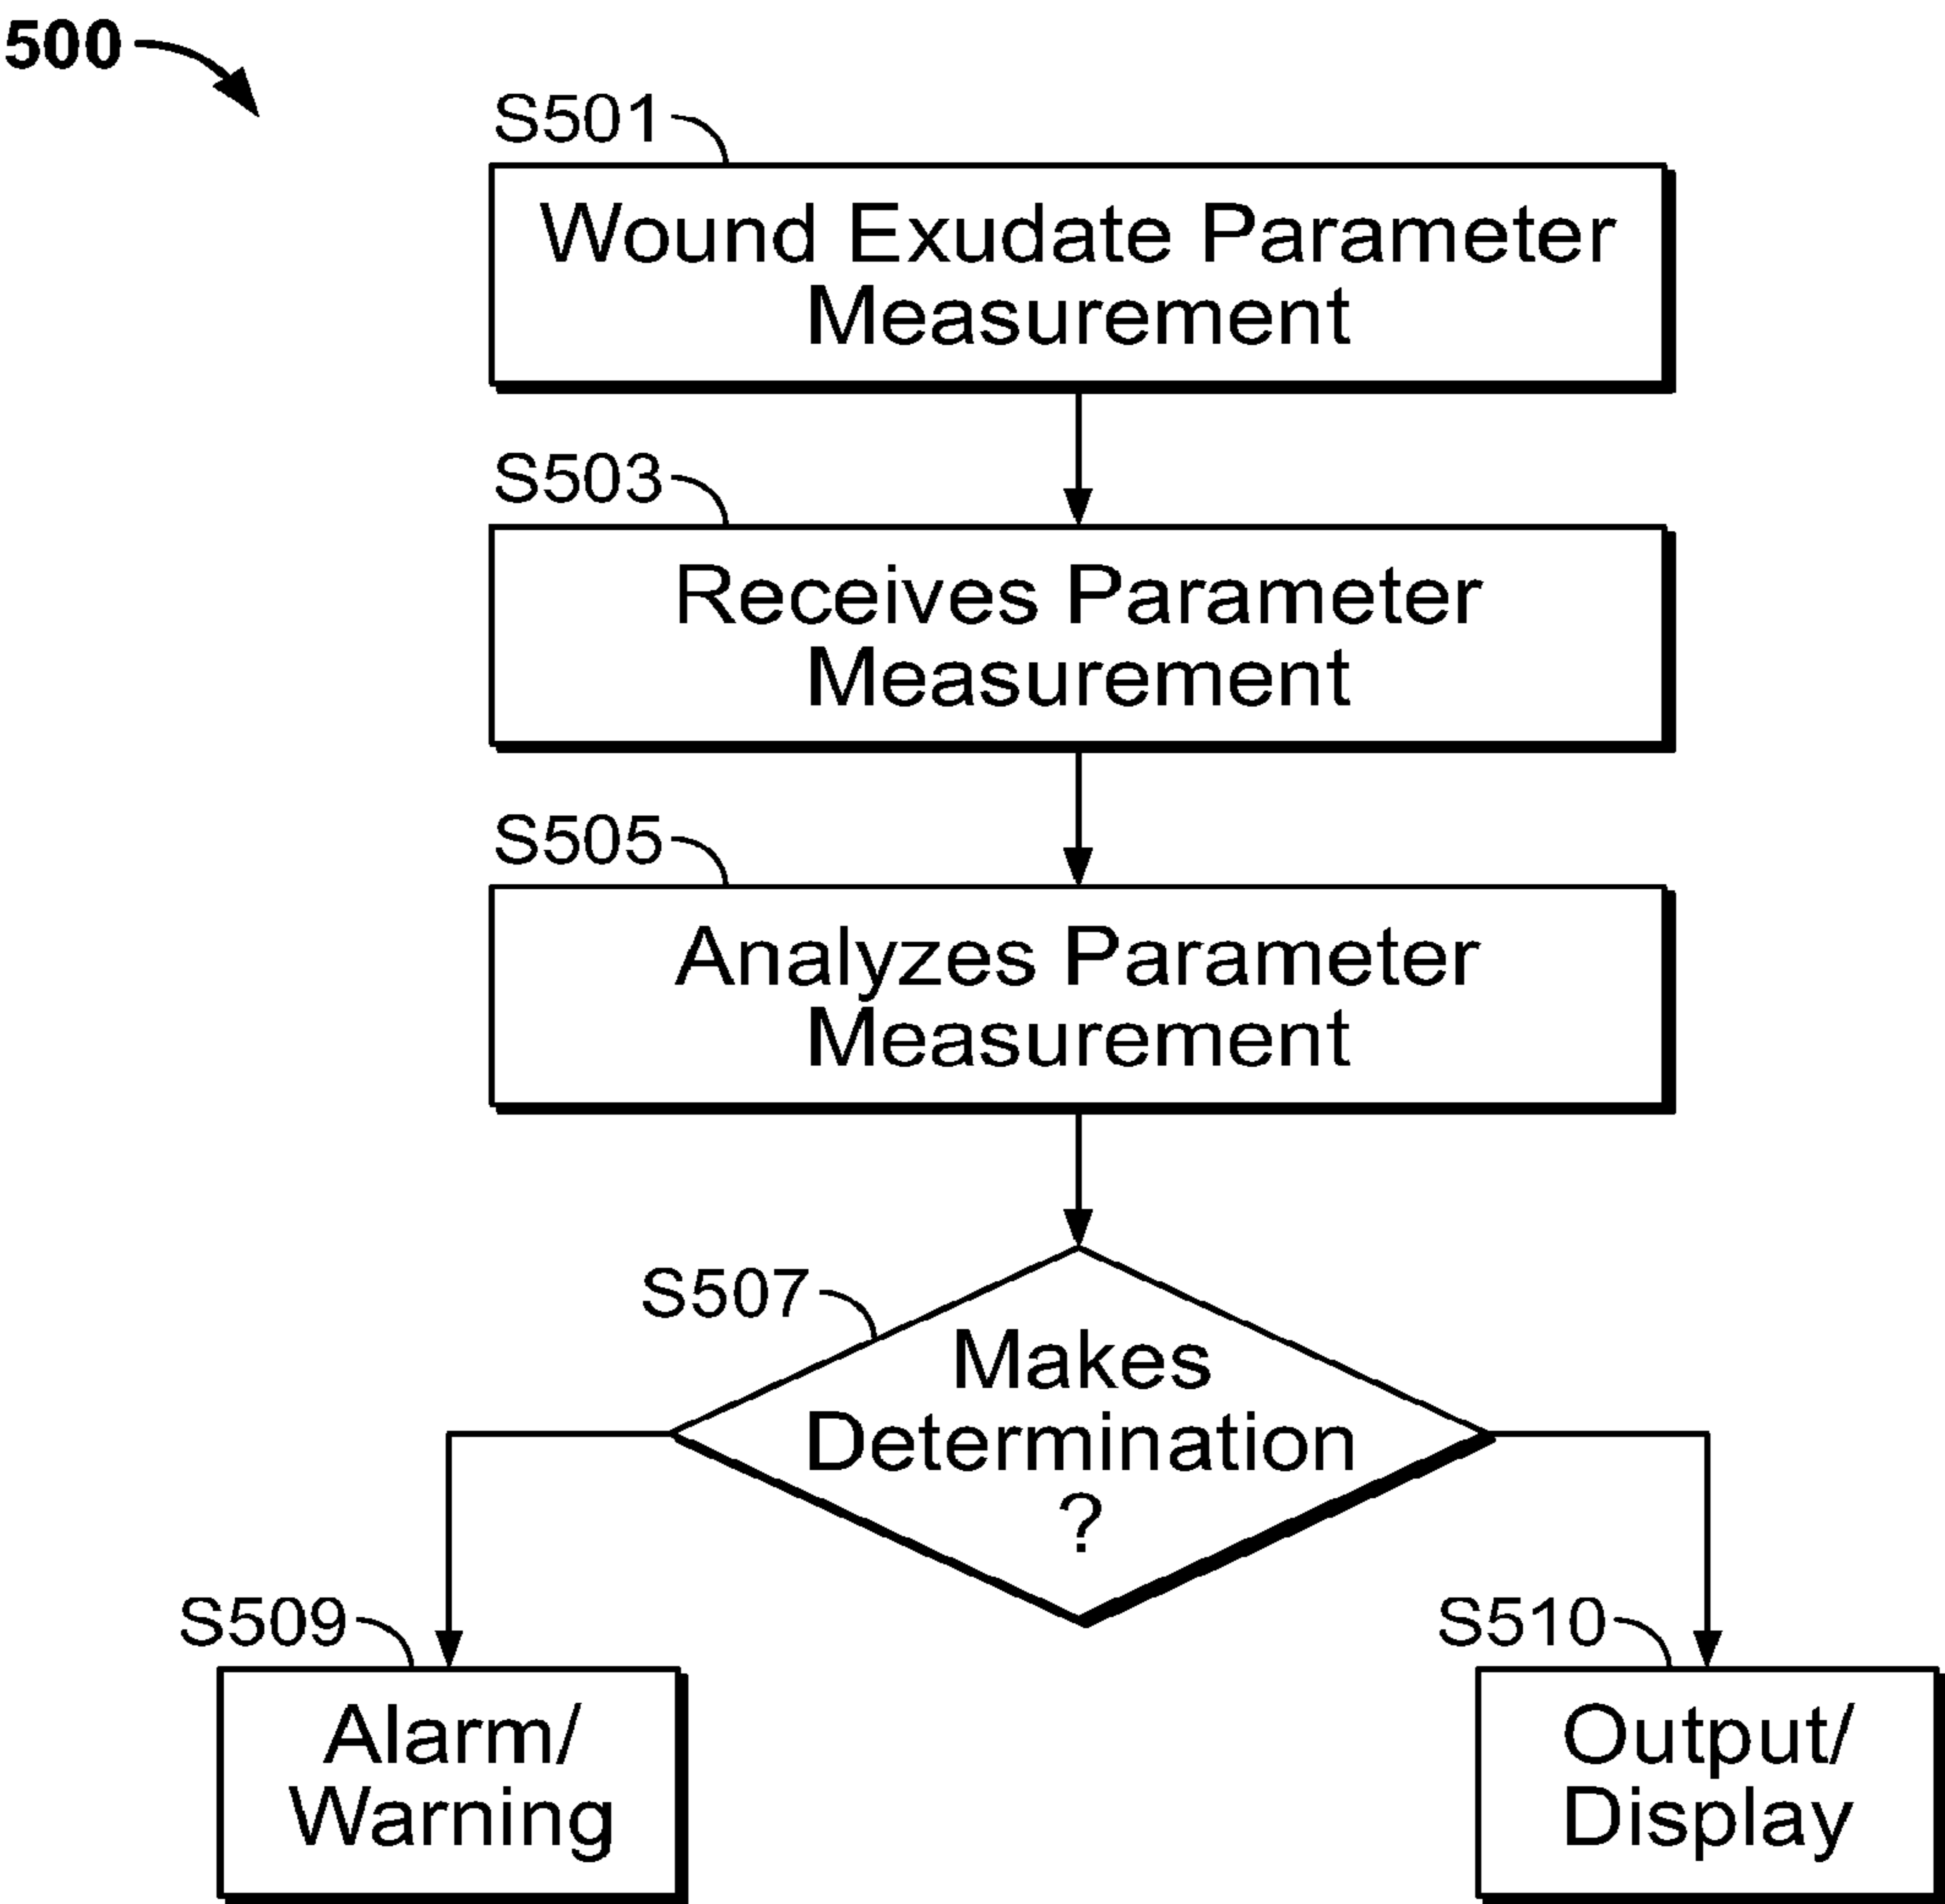 500
S501
Wound Exudate Parameter
Measurement
S503
Receives Parameter
Measurement
S505
Analyzes Parameter
Measurement
S507
Makes
Determination
?
S509
Alarm/
Warning
S510
Output/
Display